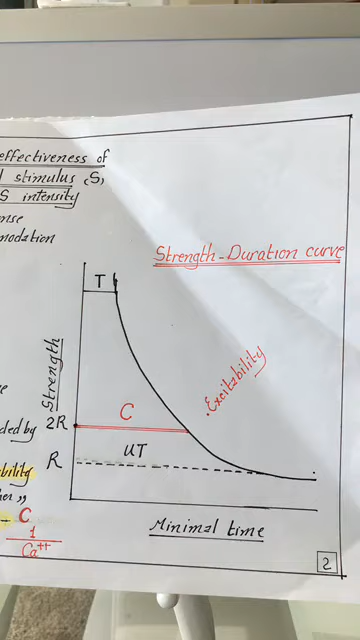 effectiveness of
stimulus (S)
S intensity
modation
Strength-Duration curve
T
Strength
Excitability
C
2R
UT
R
ded by
C
1
Ca++
Minimal time
2